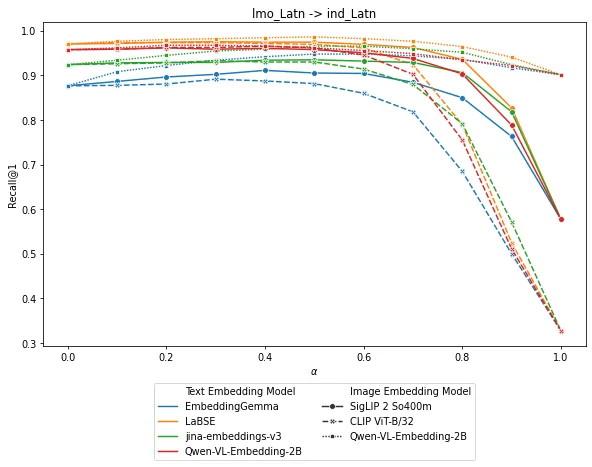 lmo_Latn -> ind_Latn
Recall@1
1.0
0.9
0.8
0.7
0.6
0.5
0.4
0.3
0.0
0.2
0.4
0.6
0.8
1.0
α
Text Embedding Model
EmbeddingGemma
LaBSE
jina-embeddings-v3
Qwen-VL-Embedding-2B
Image Embedding Model
SigLIP 2 So400m
CLIP ViT-B/32
Qwen-VL-Embedding-2B